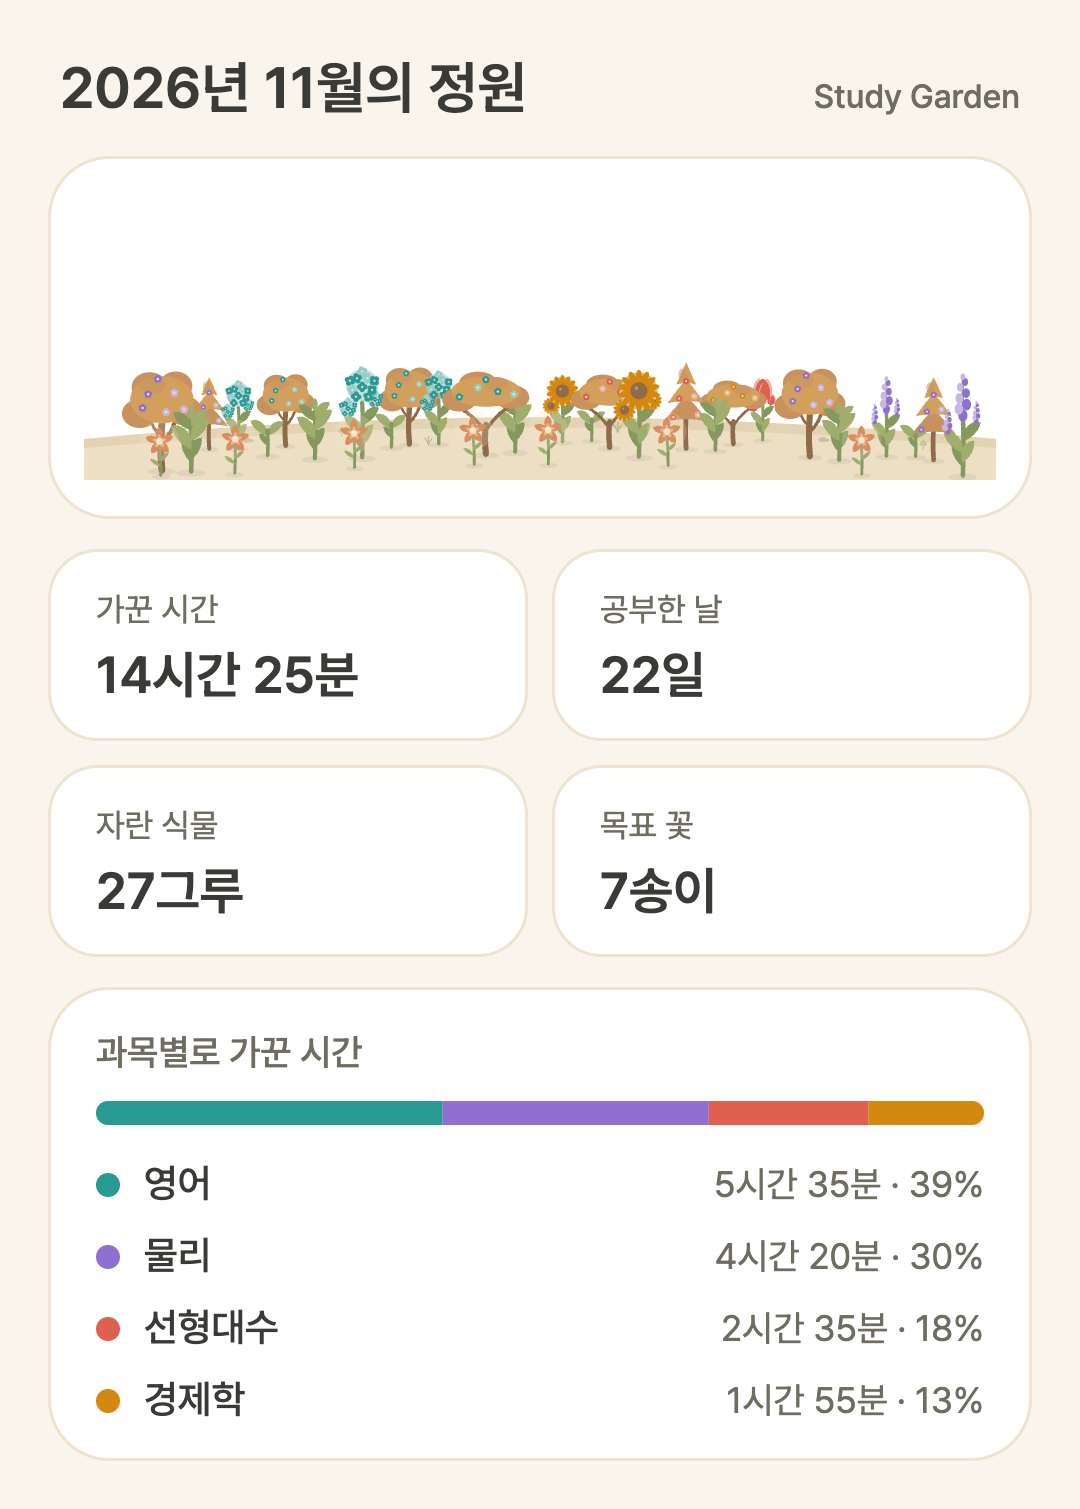 2026년 11월의 정원
Study Garden
가꾼 시간
14시간 25분
공부한 날
22일
자란 식물
27그루
목표 꽃
7송이
과목별로 가꾼 시간
영어 5시간 35분 · 39%
물리 4시간 20분 · 30%
선형대수 2시간 35분 · 18%
경제학 1시간 55분 · 13%